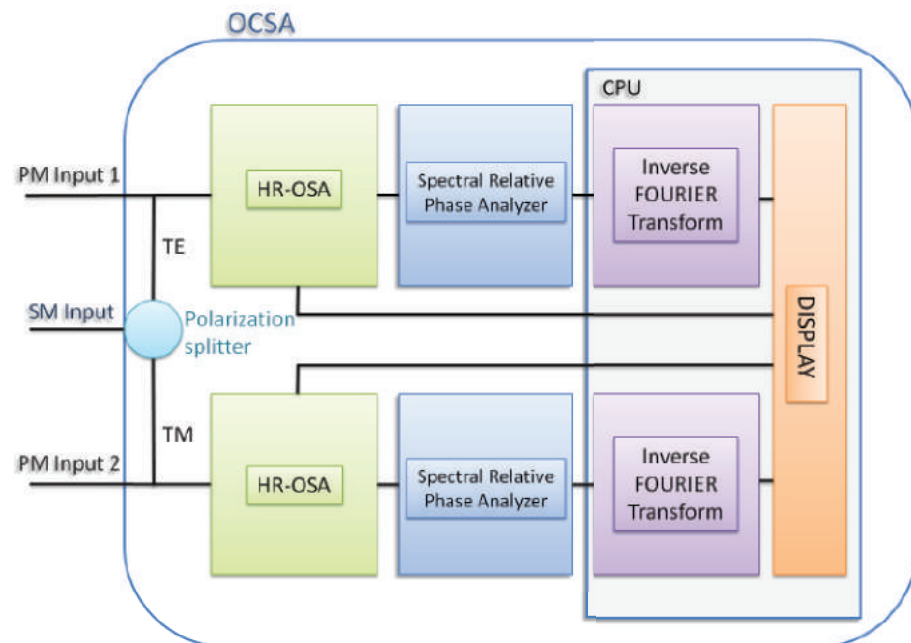 OCSA
CPU
PM Input 1
HR-OSA
Spectral Relative
Phase Analyzer
Inverse
FOURIER
Transform
TE
SM Input
Polarization
splitter
DISPLAY
TM
PM Input 2
HR-OSA
Spectral Relative
Phase Analyzer
Inverse
FOURIER
Transform